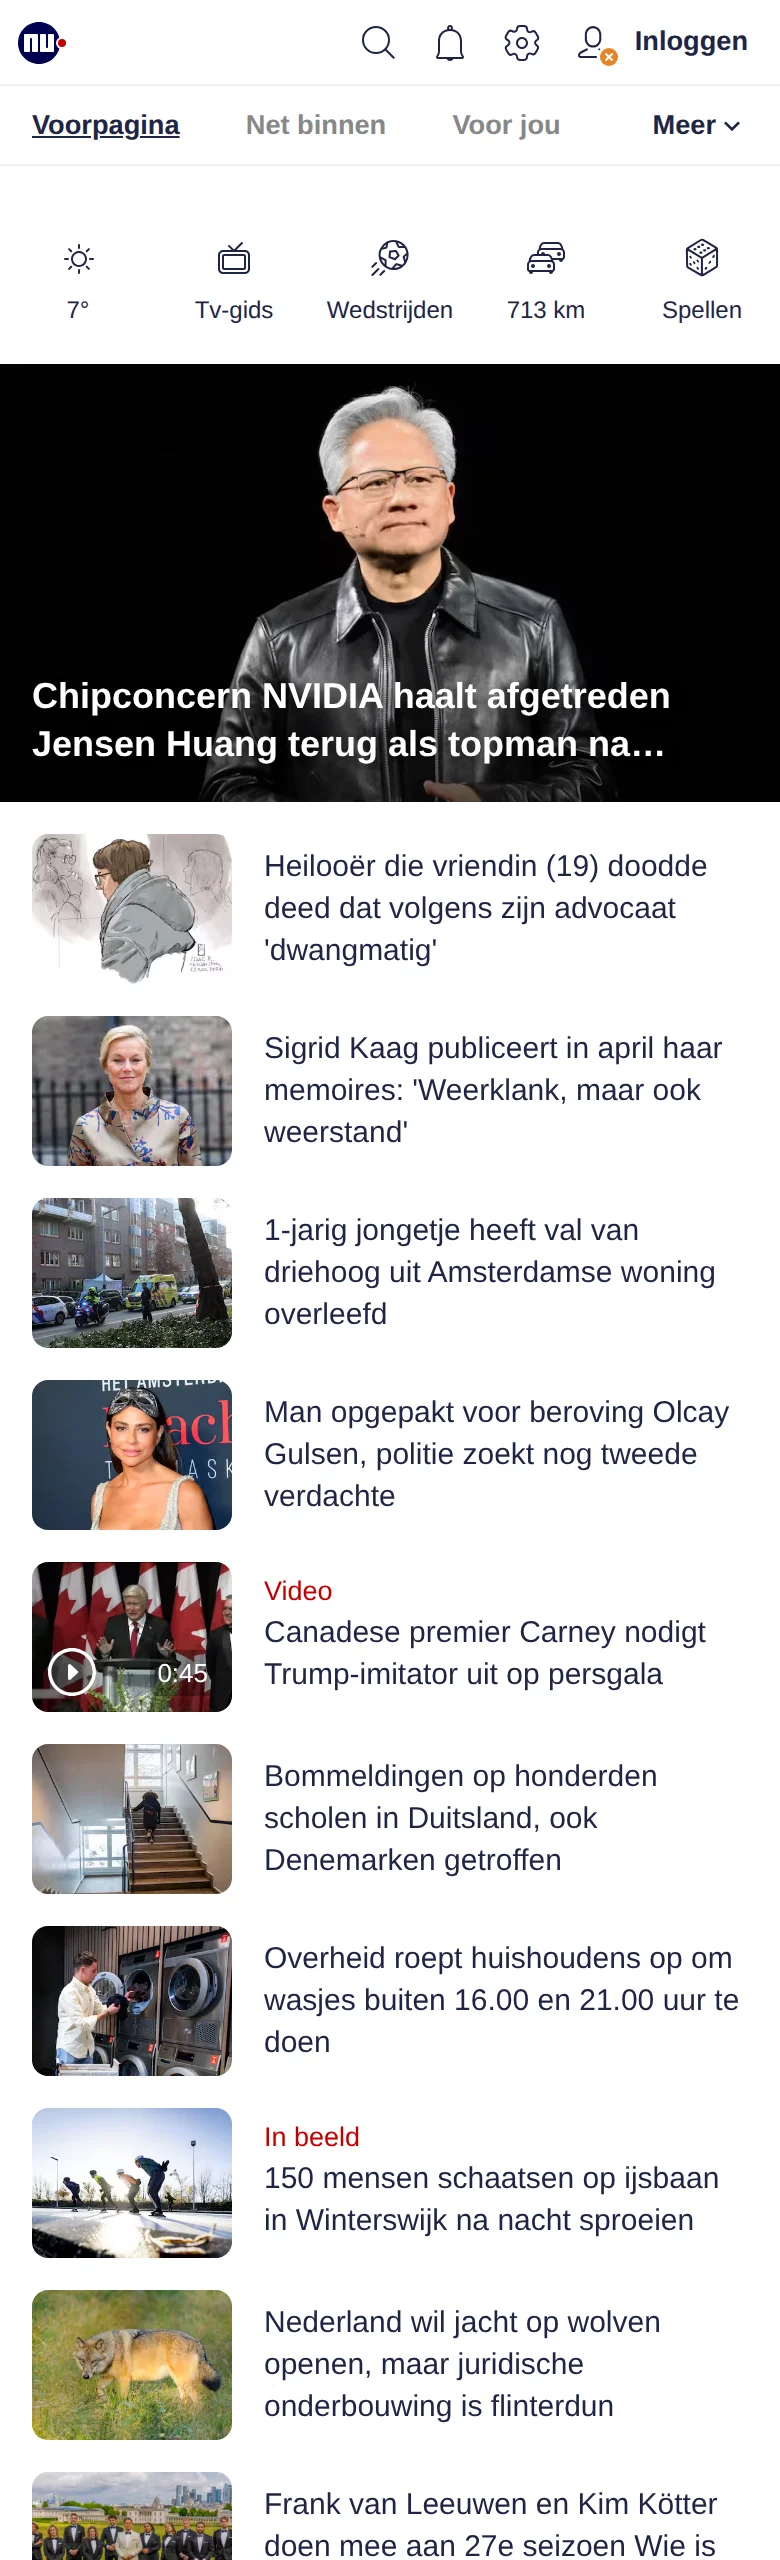 nu
Inloggen
Voorpagina
Net binnen
Voor jou
Meer
7°
Tv-gids
Wedstrijden
713 km
Spellen
Chipconcern NVIDIA haalt afgetreden
Jensen Huang terug als topman na...
Heilooër die vriendin (19) doodde
deed dat volgens zijn advocaat
'dwangmatig'
Sigrid Kaag publiceert in april haar
memoires: 'Weerklank, maar ook
weerstand'
1-jarig jongetje heeft val van
driehoog uit Amsterdamse woning
overleefd
HET AMSTERD
ach
Man opgepakt voor beroving Olcay
Gulsen, politie zoekt nog tweede
verdachte
0:45
Video
Canadese premier Carney nodigt
Trump-imitator uit op persgala
Bommeldingen op honderden
scholen in Duitsland, ook
Denemarken getroffen
Overheid roept huishoudens op om
wasjes buiten 16.00 en 21.00 uur te
doen
In beeld
150 mensen schaatsen op ijsbaan
in Winterswijk na nacht sproeien
Nederland wil jacht op wolven
openen, maar juridische
onderbouwing is flinterdun
Frank van Leeuwen en Kim Kötter
doen mee aan 27e seizoen Wie is